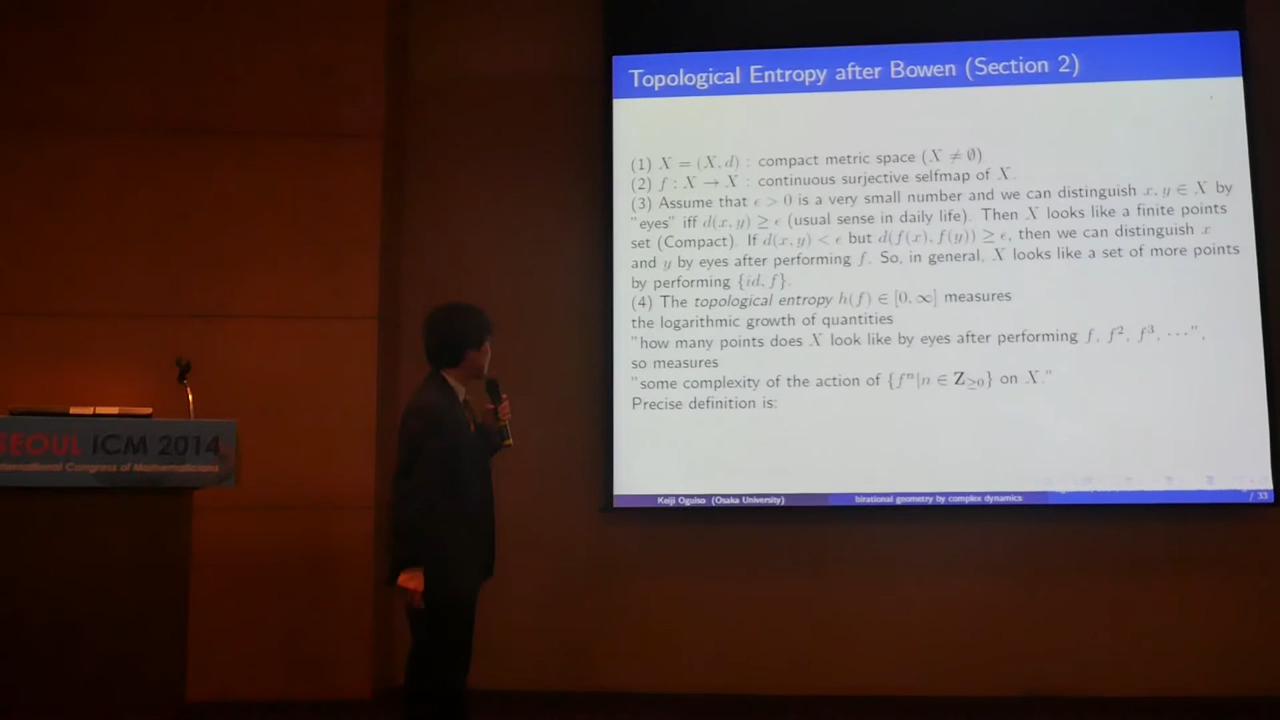 Topological Entropy after Bowen (Section 2)
(1) X = (X, d) : compact metric space (X ≠ ∅)
(2) f : X → X : continuous surjective selfmap of X.
(3) Assume that ϵ > 0 is a very small number and we can distinguish x, y ∈ X by
"eyes" iff d(x, y) ≥ ϵ (usual sense in daily life). Then X looks like a finite points
set (Compact). If d(x, y) < ϵ but d(f(x), f(y)) ≥ ϵ, then we can distinguish x
and y by eyes after performing f. So, in general, X looks like a set of more points
by performing {id, f}.
(4) The topological entropy h(f) ∈ [0, ∞] measures
the logarithmic growth of quantities
"how many points does X look like by eyes after performing f, f², f³, ⋯",
so measures
"some complexity of the action of {fⁿ|n ∈ Z≥0} on X."
Precise definition is:
Keiji Oguiso (Osaka University)
birational geometry by complex dynamics
/ 33
SEOUL ICM 2014
International Congress of Mathematicians